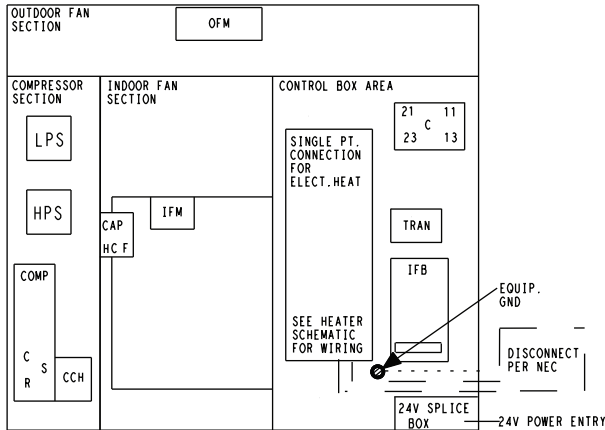 OUTDOOR FAN
SECTION
OFM
COMPRESSOR
SECTION
INDOOR FAN
SECTION
CONTROL BOX AREA
LPS
HPS
COMP
C
S
R
CCH
CAP
HC F
IFM
SINGLE PT.
CONNECTION
FOR
ELECT.HEAT
SEE HEATER
SCHEMATIC
FOR WIRING
21 11
C
23 13
TRAN
IFB
EQUIP.
GND
DISCONNECT
PER NEC
24V SPLICE
BOX
24V POWER ENTRY